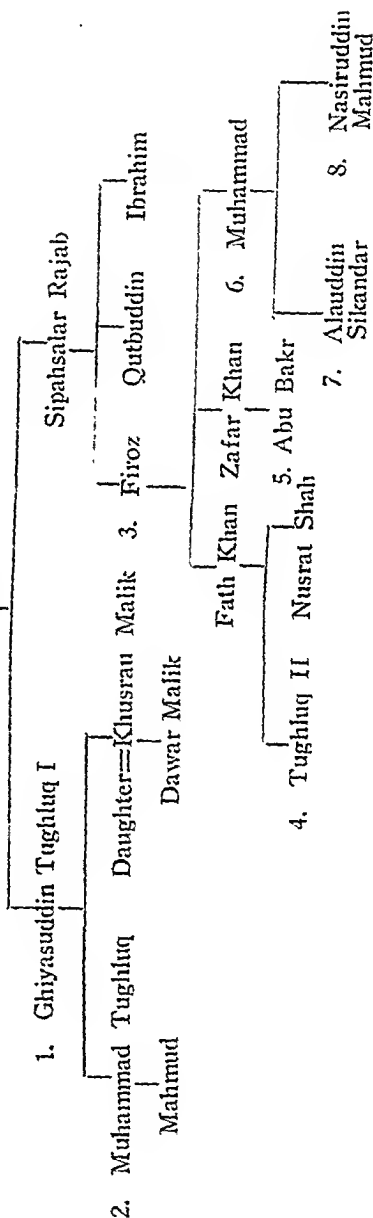 1. Ghiyasuddin Tughluq I
Sipahsalar Rajab
2. Muhammad Tughluq
Daughter=Khusrau Malik
3. Firoz
Qutbuddin
Ibrahim
Mahmud
Dawar Malik
Fath Khan
Zafar Khan
6. Muhammad
4. Tughluq II
Nusrat Shah
5. Abu Bakr
7. Alauddin
Sikandar
8. Nasiruddin
Mahmud